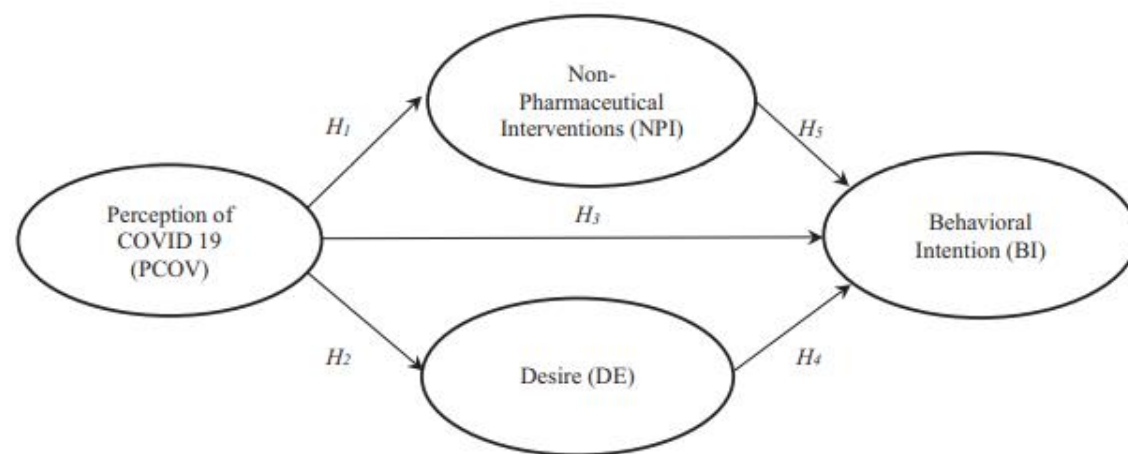 Non-
Pharmaceutical
Interventions (NPI)
H1
H5
Perception of
COVID 19
(PCOV)
H3
Behavioral
Intention (BI)
H2
Desire (DE)
H4